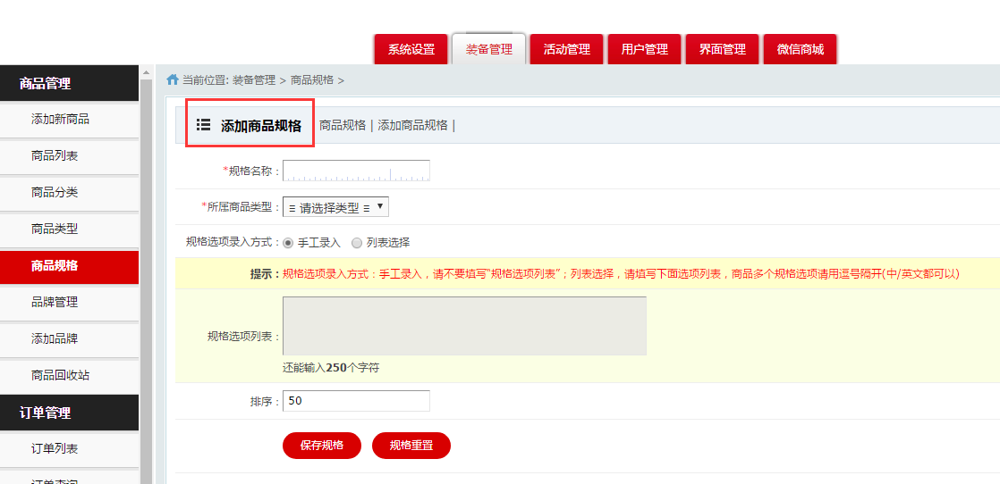 系统设置 装备管理 活动管理 用户管理 界面管理 微信商城
商品管理
添加新商品
商品列表
商品分类
商品类型
商品规格
品牌管理
添加品牌
商品回收站
订单管理
订单列表
订单查询
当前位置: 装备管理 > 商品规格 >
添加商品规格 商品规格 | 添加商品规格 |
*规格名称：
*所属商品类型： ≡ 请选择类型 ≡
规格选项录入方式： 手工录入 列表选择
提示：规格选项录入方式：手工录入，请不要填写“规格选项列表”；列表选择，请填写下面选项列表，商品多个规格选项请用逗号隔开(中/英文都可以)
规格选项列表：
还能输入250个字符
排序： 50
保存规格 规格重置